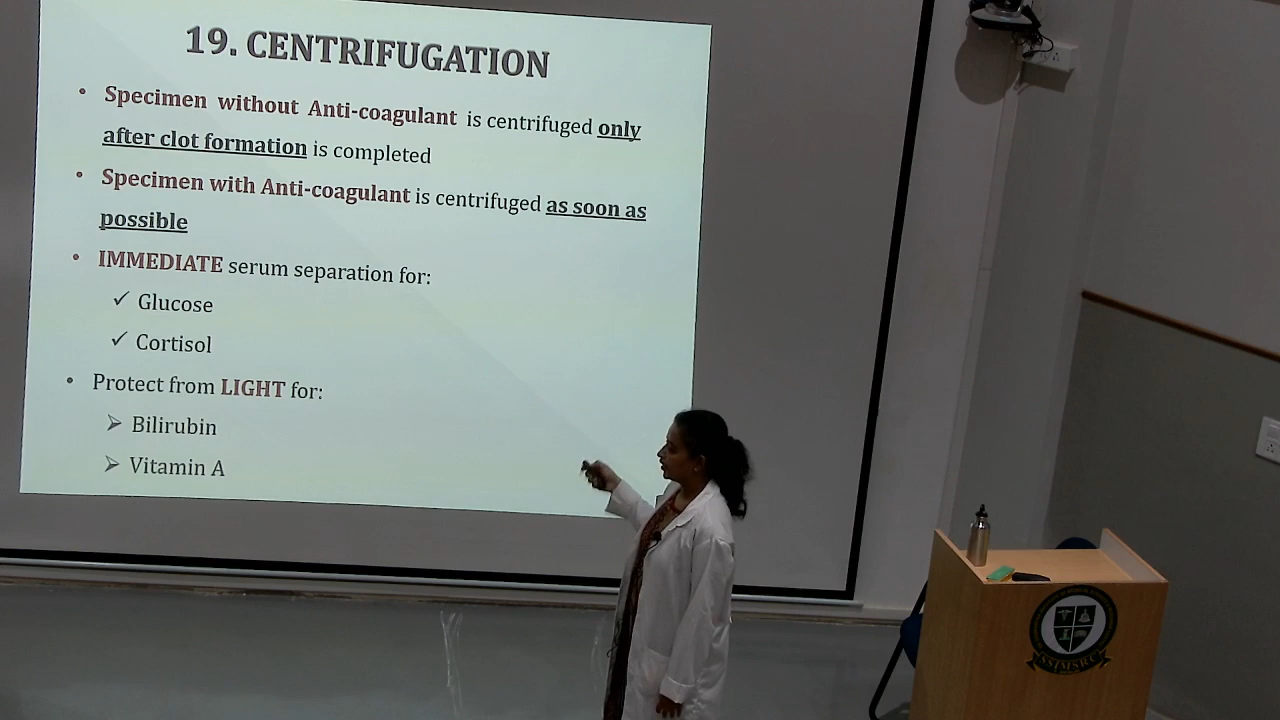 19. CENTRIFUGATION
• Specimen without Anti-coagulant is centrifuged only
after clot formation is completed
• Specimen with Anti-coagulant is centrifuged as soon as
possible
• IMMEDIATE serum separation for:
✓ Glucose
✓ Cortisol
• Protect from LIGHT for:
➢ Bilirubin
➢ Vitamin A
SSIMSRC